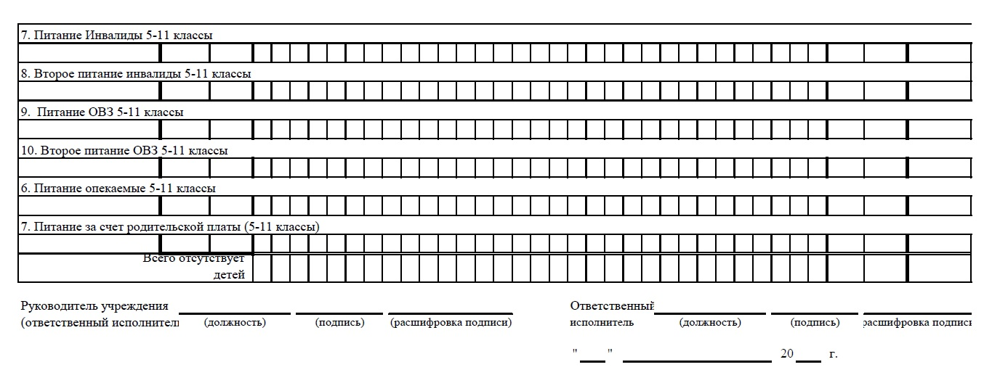 7. Питание Инвалиды 5-11 классы
8. Второе питание инвалиды 5-11 классы
9. Питание ОВЗ 5-11 классы
10. Второе питание ОВЗ 5-11 классы
6. Питание опекаемые 5-11 классы
7. Питание за счет родительской платы (5-11 классы)
Всего отсутствует
детей
Руководитель учреждения
(ответственный исполнитель
(должность) (подпись) (расшифровка подписи)
Ответственный
исполнитель (должность) (подпись) расшифровка подписи
" " 20 г.